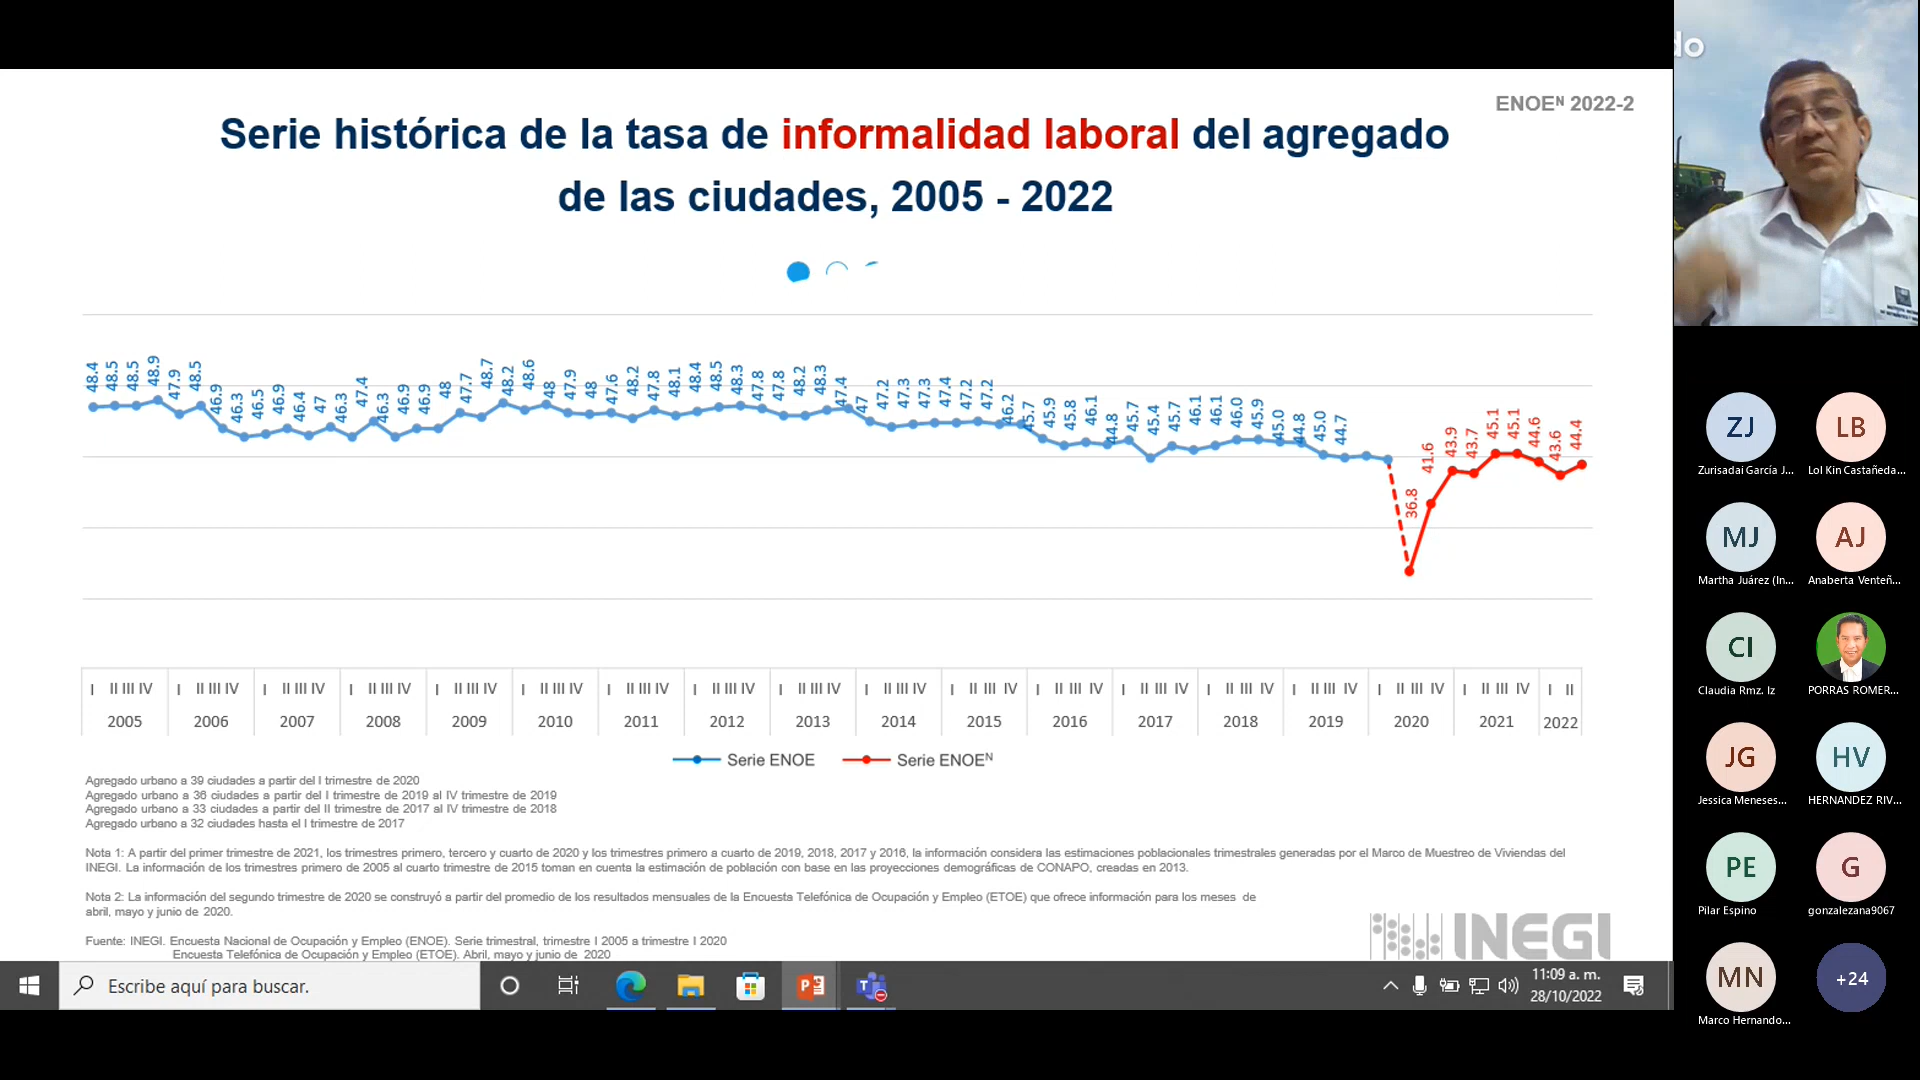 do
ENOEᴺ 2022-2
Serie histórica de la tasa de informalidad laboral del agregado
de las ciudades, 2005 - 2022
48.4 48.5 48.5 48.9 47.9 48.5 46.9 46.3 46.5 46.9 46.4 47 46.3 47.4 46.3 46.9 46.9 48 47.7 48.7 48.2 48.6 48 47.9 48 47.6 48.2 47.8 48.1 48.4 48.5 48.3 47.8 47.8 48.2 48.3 47.4 47 47.2 47.3 47.3 47.4 47.2 47.2 46.2 45.7 45.9 45.8 46.1 44.8 45.7 45.4 45.7 46.1 46.1 46.0 45.9 45.0 44.8 45.0 44.7 36.8 41.6 43.9 43.7 45.1 45.1 44.6 43.6 44.4
I II III IV I II III IV I II III IV I II III IV I II III IV I II III IV I II III IV I II III IV I II III IV I II III IV I II III IV I II III IV I II III IV I II III IV I II III IV I II III IV I II III IV I II
2005 2006 2007 2008 2009 2010 2011 2012 2013 2014 2015 2016 2017 2018 2019 2020 2021 2022
Serie ENOE Serie ENOEᴺ
Agregado urbano a 39 ciudades a partir del I trimestre de 2020
Agregado urbano a 36 ciudades a partir del I trimestre de 2019 al IV trimestre de 2019
Agregado urbano a 33 ciudades a partir del II trimestre de 2017 al IV trimestre de 2018
Agregado urbano a 32 ciudades hasta el I trimestre de 2017
Nota 1: A partir del primer trimestre de 2021, los trimestres primero, tercero y cuarto de 2020 y los trimestres primero a cuarto de 2019, 2018, 2017 y 2016, la información considera las estimaciones poblacionales trimestrales generadas por el Marco de Muestreo de Viviendas del
INEGI. La información de los trimestres primero de 2005 al cuarto trimestre de 2015 toman en cuenta la estimación de población con base en las proyecciones demográficas de CONAPO, creadas en 2013.
Nota 2: La información del segundo trimestre de 2020 se construyó a partir del promedio de los resultados mensuales de la Encuesta Telefónica de Ocupación y Empleo (ETOE) que ofrece información para los meses de
abril, mayo y junio de 2020.
Fuente: INEGI. Encuesta Nacional de Ocupación y Empleo (ENOE). Serie trimestral, trimestre I 2005 a trimestre I 2020
Encuesta Telefónica de Ocupación y Empleo (ETOE). Abril, mayo y junio de 2020
INEGI
Escribe aquí para buscar.
11:09 a. m.
28/10/2022
ZJ LB
Zurisadai García J... Lol Kin Castañeda...
MJ AJ
Martha Juárez (In... Anaberta Venteñ...
CI
Claudia Rmz. Iz PORRAS ROMER...
JG HV
Jessica Meneses... HERNANDEZ RIV...
PE G
Pilar Espino gonzalezana9067
MN +24
Marco Hernando...